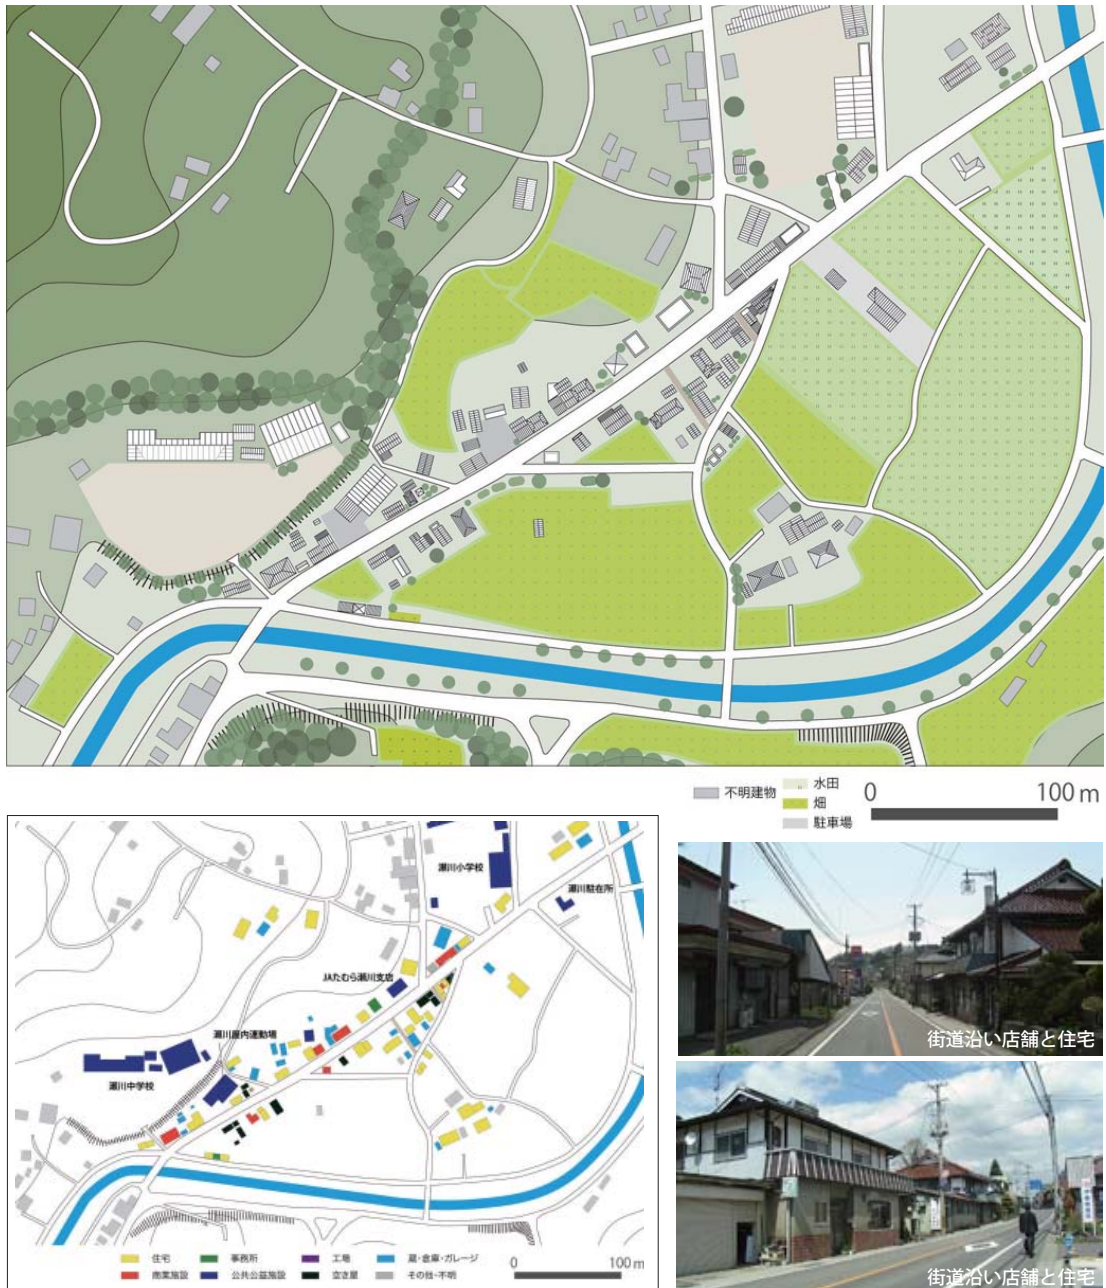 不明建物
水田
畑
駐車場
0 100 m
瀬川小学校
瀬川駐在所
JAたむら瀬川支店
瀬川屋内運動場
瀬川中学校
住宅 事務所 工場 蔵・倉庫・ガレージ
商業施設 公共公益施設 空き屋 その他・不明
0 100 m
街道沿い店舗と住宅
街道沿い店舗と住宅